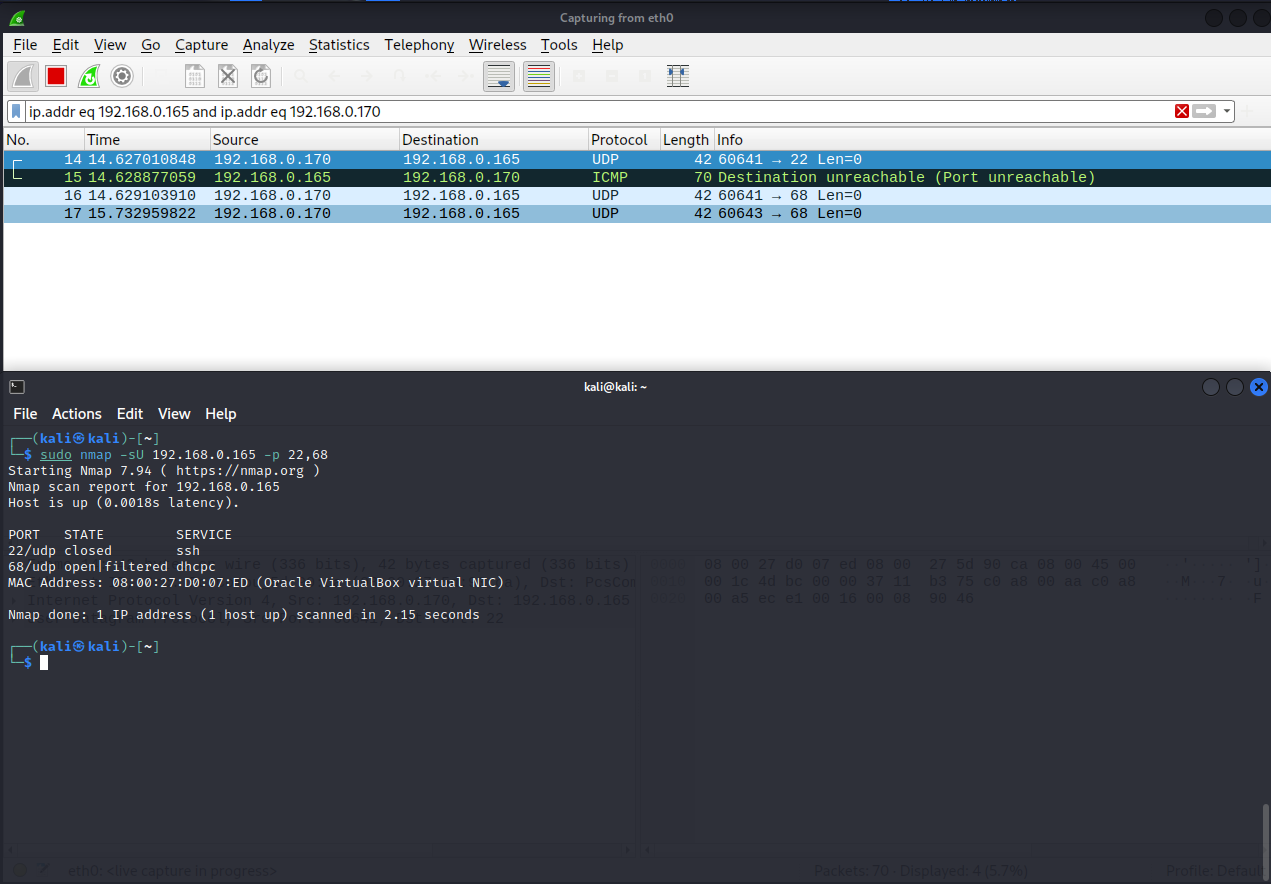 Capturing from eth0
File Edit View Go Capture Analyze Statistics Telephony Wireless Tools Help
ip.addr eq 192.168.0.165 and ip.addr eq 192.168.0.170
No. Time Source Destination Protocol Length Info
14 14.627010848 192.168.0.170 192.168.0.165 UDP 42 60641 → 22 Len=0
15 14.628877059 192.168.0.165 192.168.0.170 ICMP 70 Destination unreachable (Port unreachable)
16 14.629103910 192.168.0.170 192.168.0.165 UDP 42 60641 → 68 Len=0
17 15.732959822 192.168.0.170 192.168.0.165 UDP 42 60643 → 68 Len=0
kali@kali: ~
File Actions Edit View Help
┌──(kali㉿kali)-[~]
└─$ sudo nmap -sU 192.168.0.165 -p 22,68
Starting Nmap 7.94 ( https://nmap.org )
Nmap scan report for 192.168.0.165
Host is up (0.0018s latency).
PORT STATE SERVICE
22/udp closed ssh
68/udp open|filtered dhcpc
MAC Address: 08:00:27:D0:07:ED (Oracle VirtualBox virtual NIC)
Nmap done: 1 IP address (1 host up) scanned in 2.15 seconds
┌──(kali㉿kali)-[~]
└─$
wire (336 bits), 42 bytes captured (336 bits)
Dst: PcsCom
Internet Protocol Version 4, Src: 192.168.0.170, Dst: 192.168.0.165
22
08 00 27 d0 07 ed 08 00 27 5d 90 ca 08 00 45 00
00 1c 4d bc 00 00 37 11 b3 75 c0 a8 00 aa c0 a8
00 a5 ec e1 00 16 00 08 90 46
eth0: <live capture in progress>
Packets: 70 Displayed: 4 (5.7%)
Profile: Default